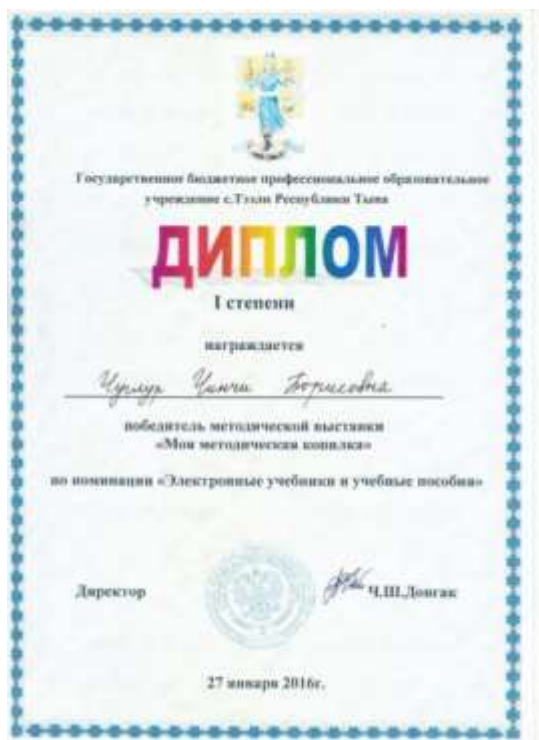 Государственное бюджетное профессиональное образовательное
учреждение с.Тээли Республики Тыва
ДИПЛОМ
I степени
награждается
Чинчи Борисовна
победитель методической выставки
«Моя методическая копилка»
по номинации «Электронные учебники и учебные пособия»
Директор Ч.Ш.Донгак
27 января 2016г.